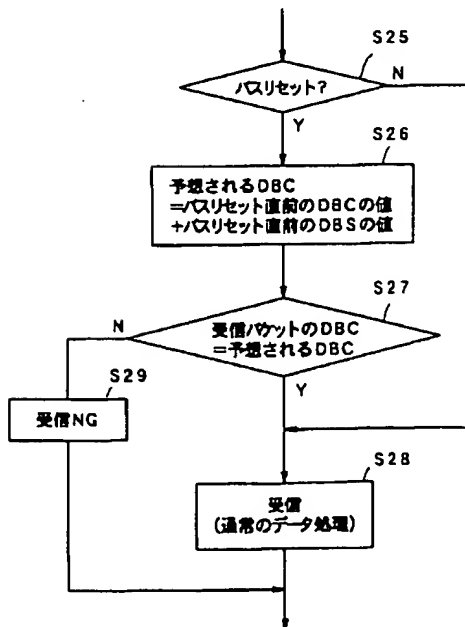 S25
バスリセット?
N
Y
S26
予想されるDBC
=バスリセット直前のDBCの値
+バスリセット直前のDBSの値
S27
N
受信パケットのDBC
=予想されるDBC
Y
S29
受信NG
S28
受信
(通常のデータ処理)